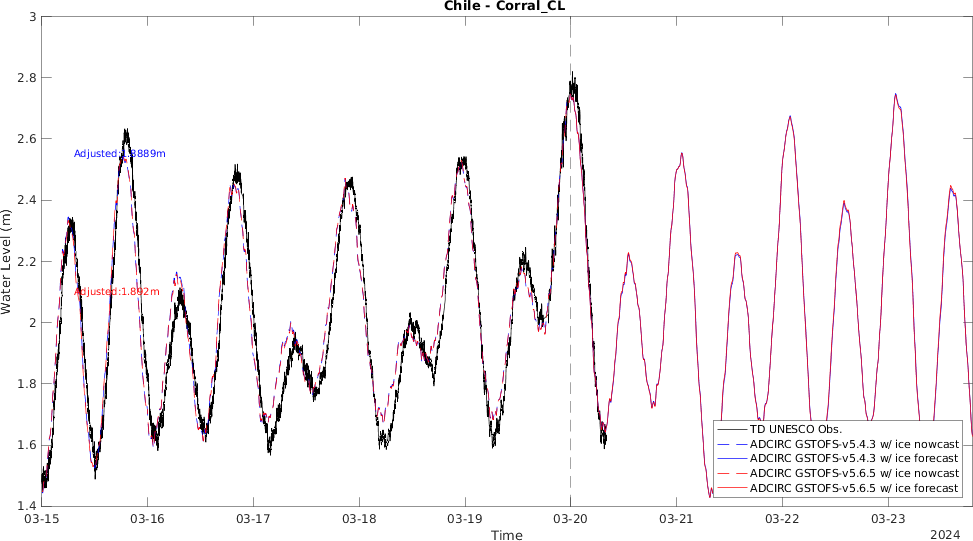 Chile - Corral_CL
3
2.8
2.6
2.4
2.2
2
1.8
1.6
1.4
Water Level (m)
Adjusted:1.8889m
Adjusted:1.892m
TD UNESCO Obs.
ADCIRC GSTOFS-v5.4.3 w/ ice nowcast
ADCIRC GSTOFS-v5.4.3 w/ ice forecast
ADCIRC GSTOFS-v5.6.5 w/ ice nowcast
ADCIRC GSTOFS-v5.6.5 w/ ice forecast
03-15 03-16 03-17 03-18 03-19 03-20 03-21 03-22 03-23
Time
2024